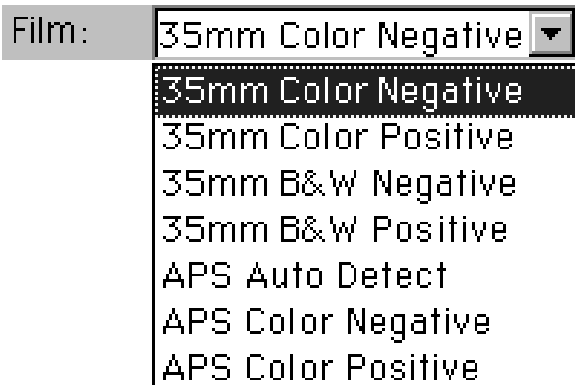 Film: 35mm Color Negative
35mm Color Negative
35mm Color Positive
35mm B&W Negative
35mm B&W Positive
APS Auto Detect
APS Color Negative
APS Color Positive